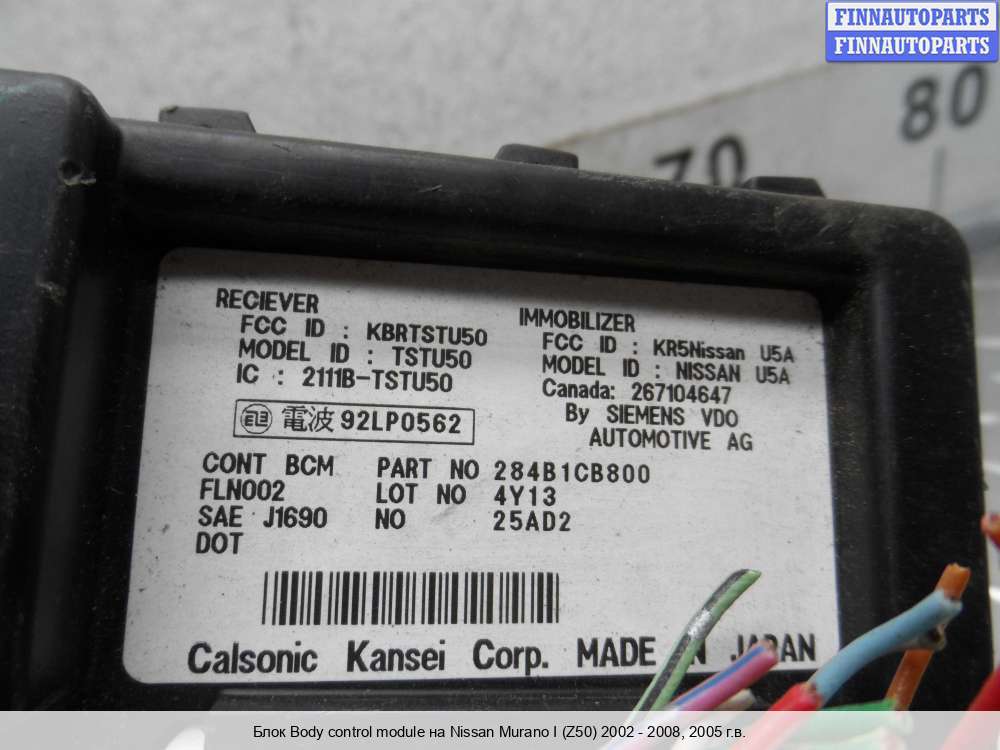 FINNAUTOPARTS
FINNAUTOPARTS
70
80
RECIEVER
FCC ID : KBRTSTU50
MODEL ID : TSTU50
IC : 2111B-TSTU50
電波 92LP0562
IMMOBILIZER
FCC ID : KR5Nissan U5A
MODEL ID : NISSAN U5A
Canada: 267104647
By SIEMENS VDO
AUTOMOTIVE AG
CONT BCM PART NO 284B1CB800
FLN002 LOT NO 4Y13
SAE J1690 NO 25AD2
DOT
Calsonic Kansei Corp. MADE IN JAPAN
Блок Body control module на Nissan Murano I (Z50) 2002 - 2008, 2005 г.в.